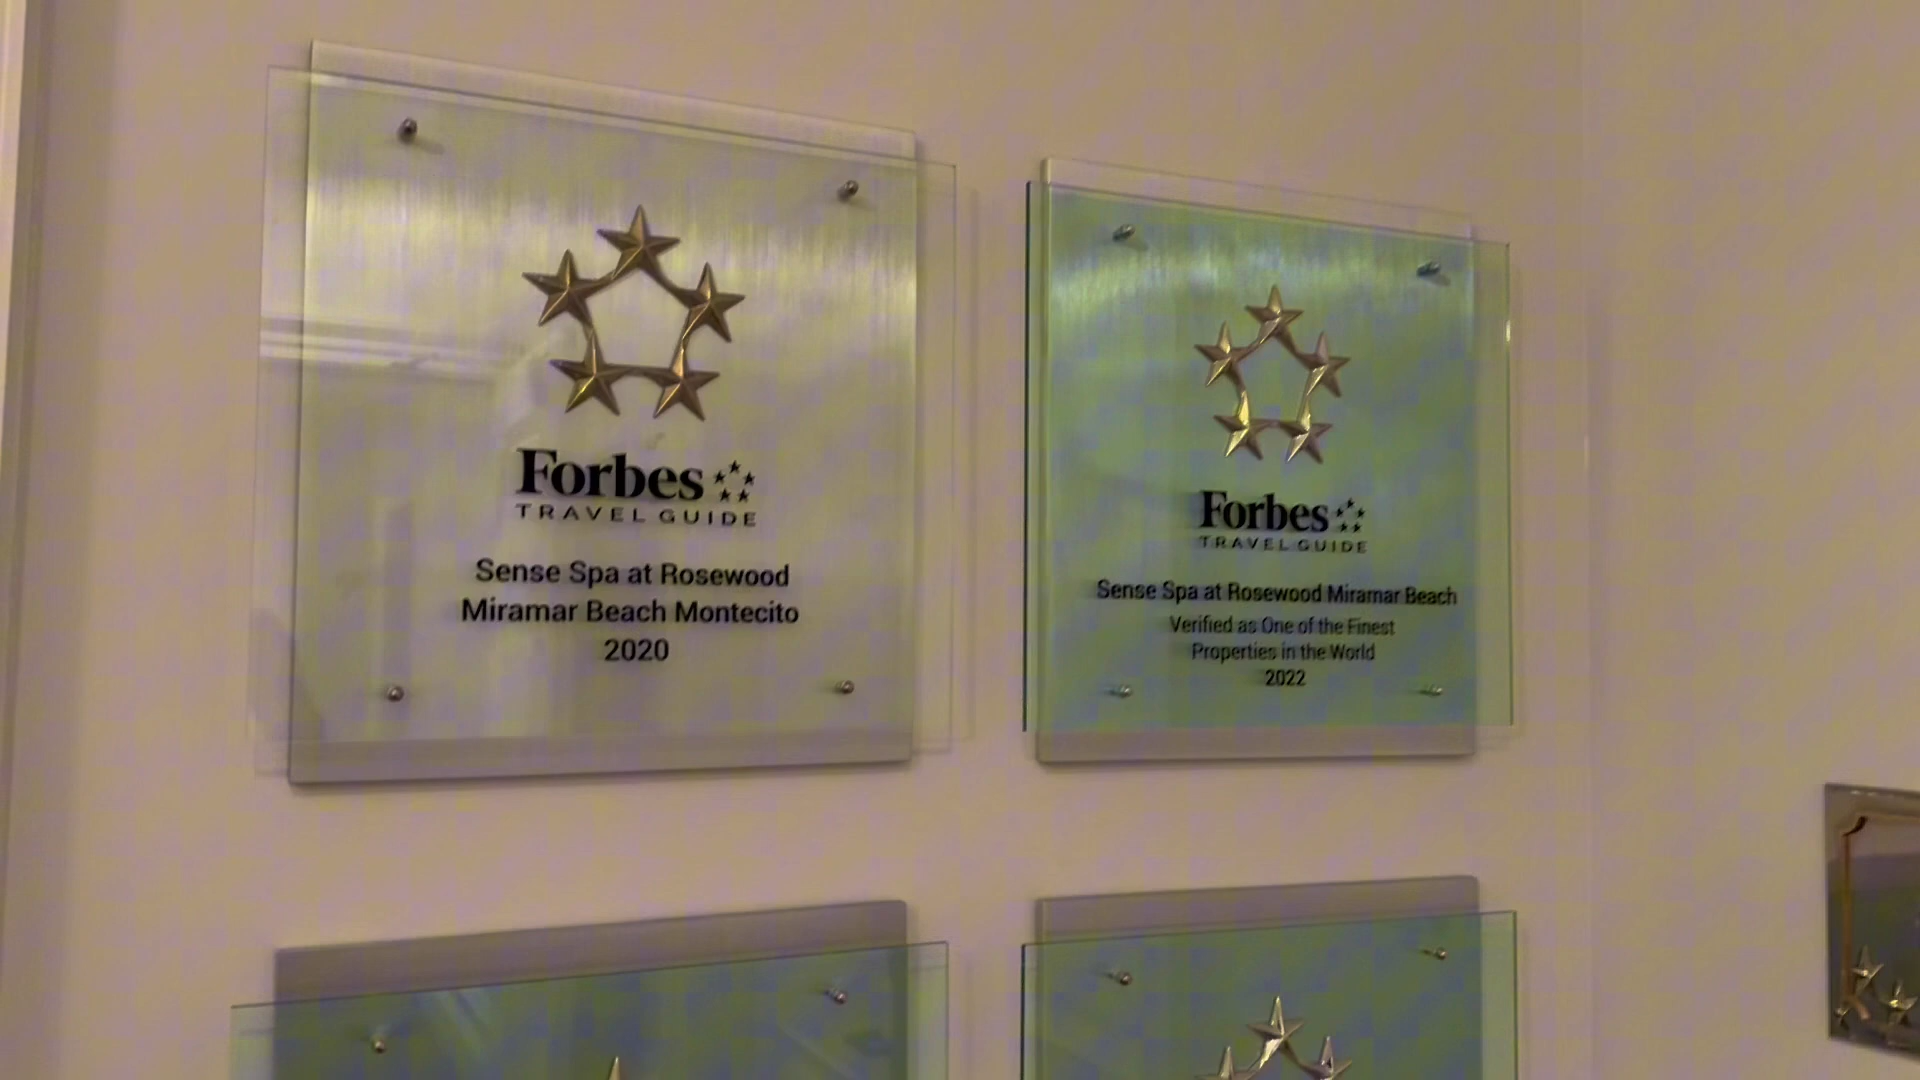 Forbes
TRAVEL GUIDE
Sense Spa at Rosewood
Miramar Beach Montecito
2020
Forbes
TRAVEL GUIDE
Sense Spa at Rosewood Miramar Beach
Verified as One of the Finest
Properties in the World
2022